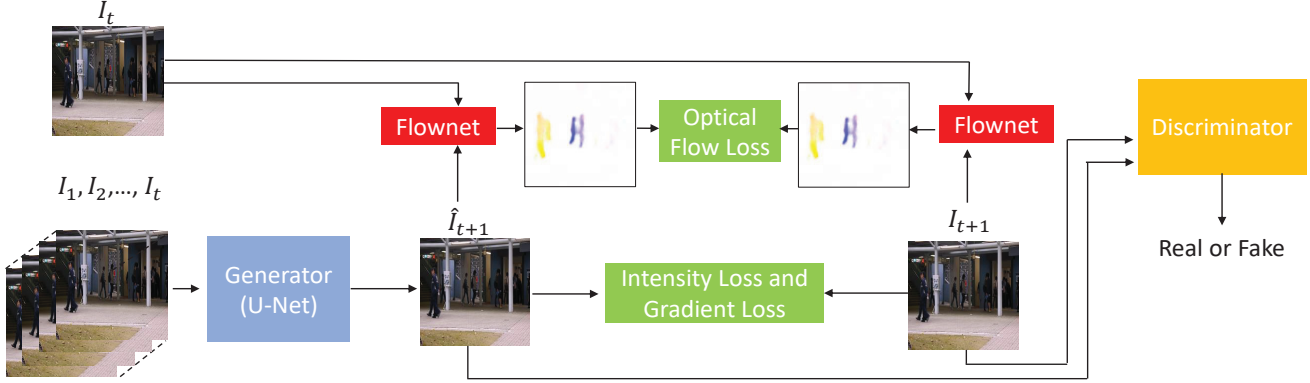 I_t
Flownet
Optical
Flow Loss
Flownet
Discriminator
I_1, I_2,..., I_t
Î_{t+1}
I_{t+1}
Real or Fake
Generator
(U-Net)
Intensity Loss and
Gradient Loss